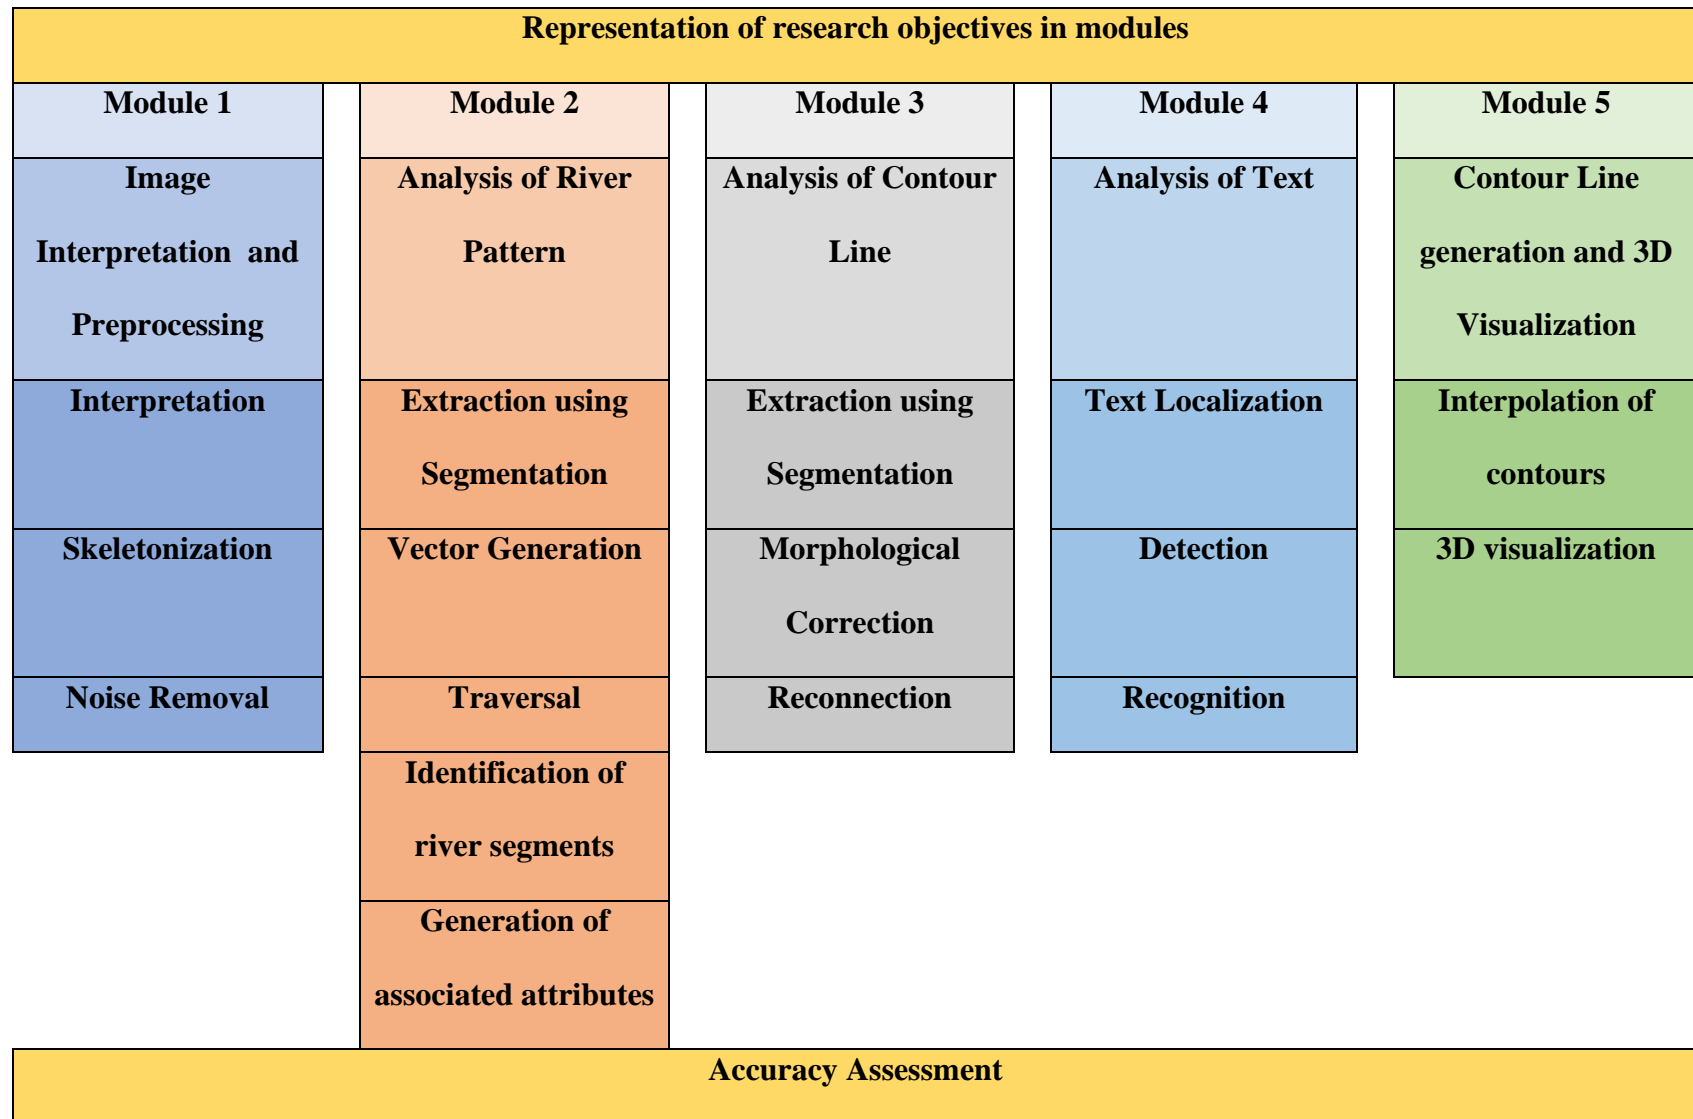 Representation of research objectives in modules
Module 1
Image
Interpretation and
Preprocessing
Interpretation
Skeletonization
Noise Removal
Module 2
Analysis of River
Pattern
Extraction using
Segmentation
Vector Generation
Traversal
Identification of
river segments
Generation of
associated attributes
Module 3
Analysis of Contour
Line
Extraction using
Segmentation
Morphological
Correction
Reconnection
Module 4
Analysis of Text
Text Localization
Detection
Recognition
Module 5
Contour Line
generation and 3D
Visualization
Interpolation of
contours
3D visualization
Accuracy Assessment